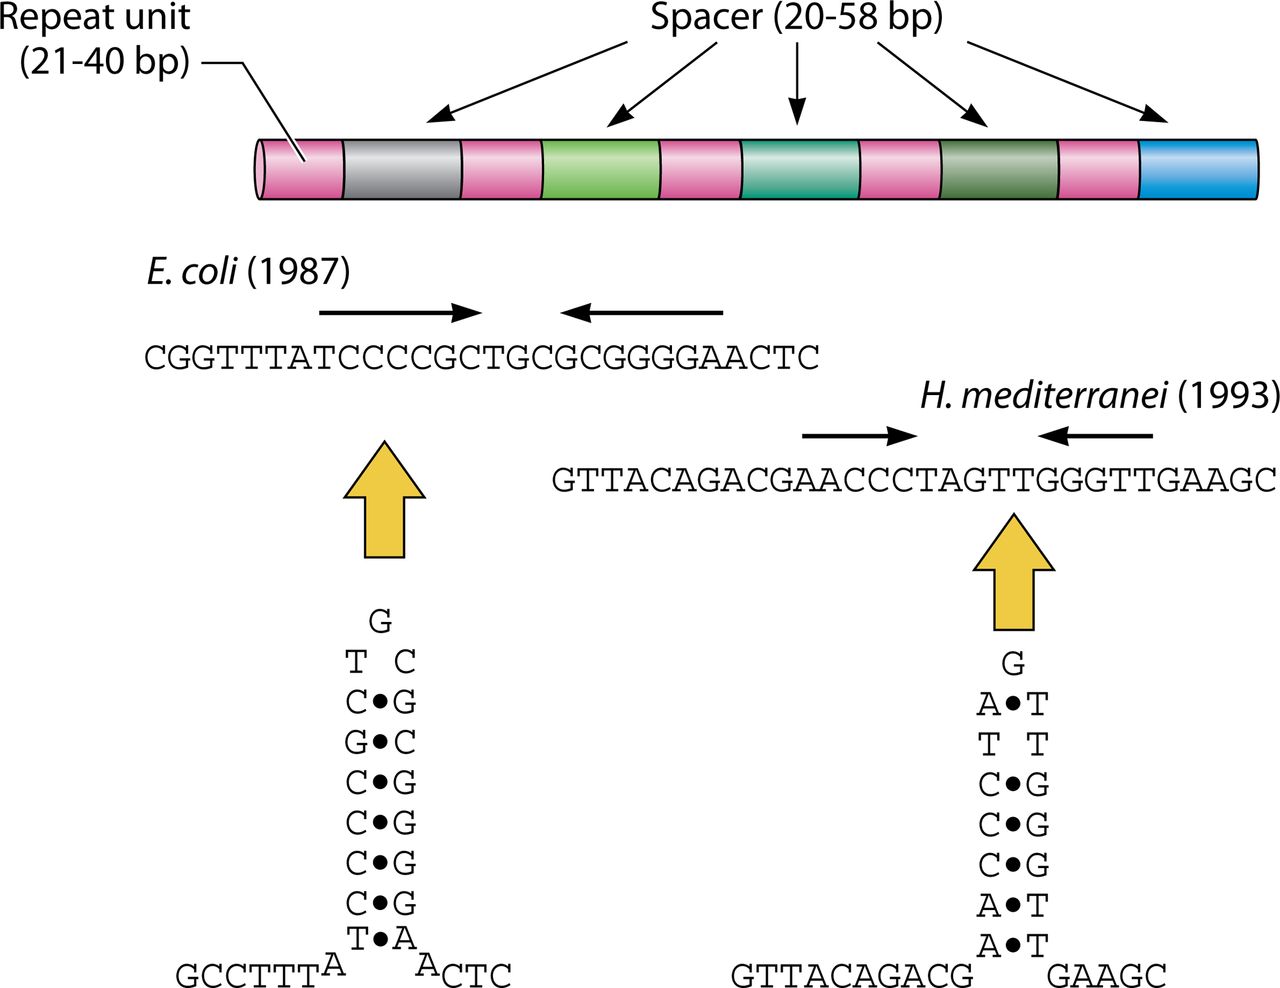 Repeat unit
(21-40 bp)
Spacer (20-58 bp)
E. coli (1987)
CGGTTTATCCCCGCTGCGCGGGGAACTC
H. mediterranei (1993)
GTTACAGACGAACCCTAGTTGGGTTGAAGC
G
T C
C●G
G●C
C●G
C●G
C●G
C●G
T●A
GCCTTTA ACTC
G
A●T
T T
C●G
C●G
C●G
A●T
A●T
GTTACAGACG GAAGC